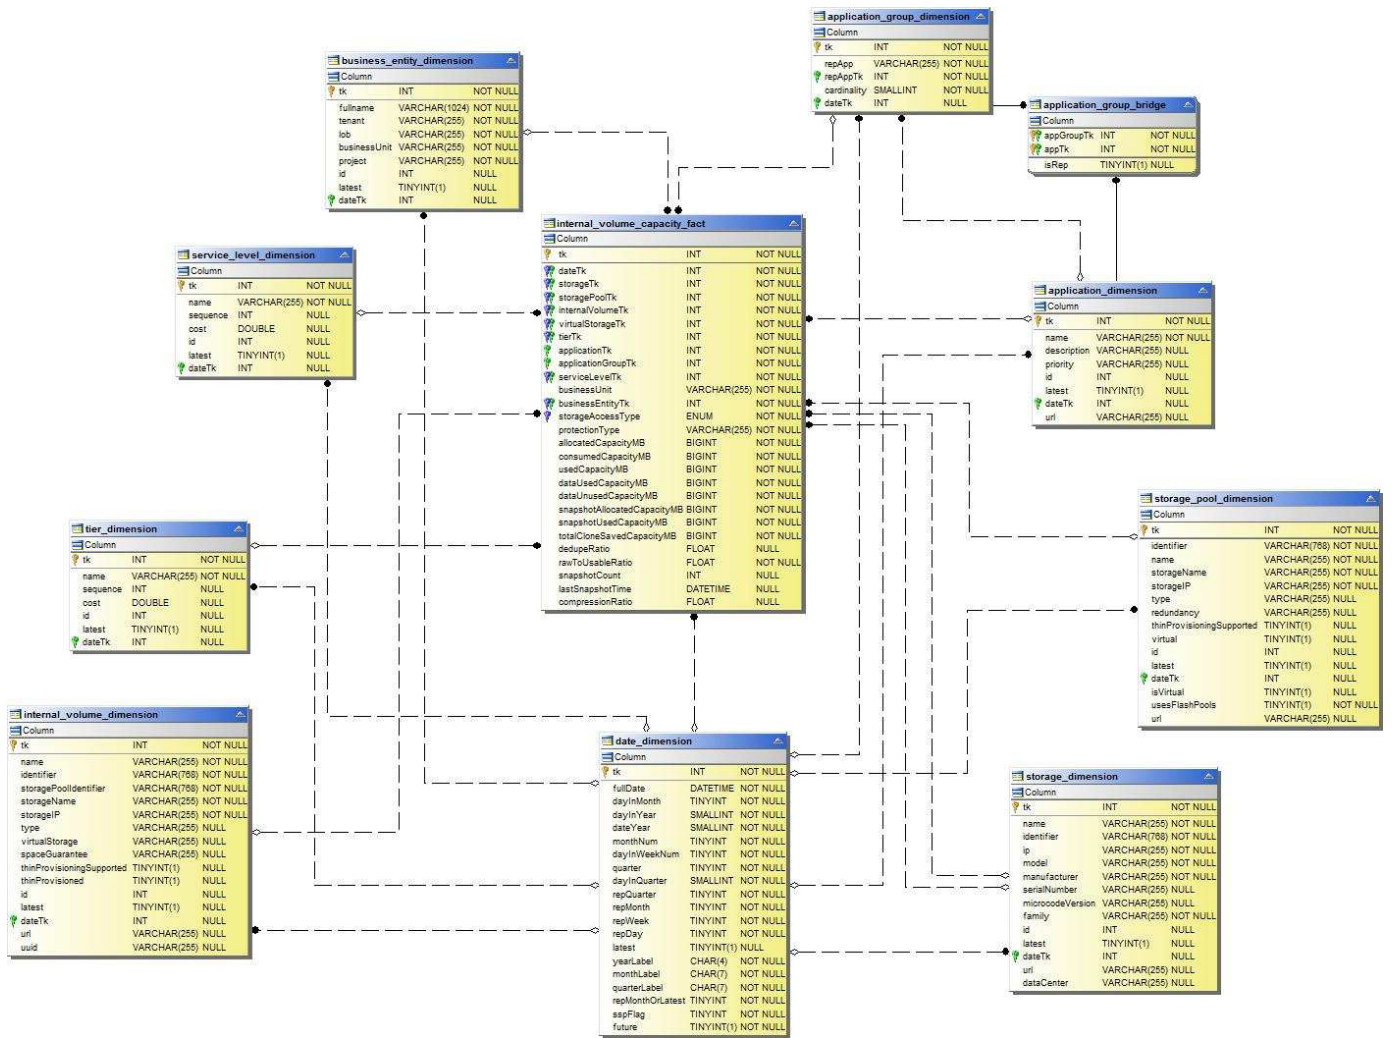 application_group_dimension
Column
tk INT NOT NULL
repApp VARCHAR(255) NOT NULL
repAppTk INT NOT NULL
cardinality SMALLINT NOT NULL
dateTk INT NULL
business_entity_dimension
Column
tk INT NOT NULL
fullname VARCHAR(1024) NOT NULL
tenant VARCHAR(255) NOT NULL
lob VARCHAR(255) NOT NULL
businessUnit VARCHAR(255) NOT NULL
project VARCHAR(255) NOT NULL
id INT NULL
latest TINYINT(1) NULL
dateTk INT NULL
application_group_bridge
Column
appGroupTk INT NOT NULL
appTk INT NOT NULL
isRep TINYINT(1) NULL
internal_volume_capacity_fact
Column
tk INT NOT NULL
dateTk INT NOT NULL
storageTk INT NOT NULL
storagePoolTk INT NOT NULL
internalVolumeTk INT NOT NULL
virtualStorageTk INT NOT NULL
tierTk INT NOT NULL
applicationTk INT NOT NULL
applicationGroupTk INT NOT NULL
serviceLevelTk INT NOT NULL
businessUnit VARCHAR(255) NOT NULL
businessEntityTk INT NOT NULL
storageAccessType ENUM NOT NULL
protectionType VARCHAR(255) NOT NULL
allocatedCapacityMB BIGINT NOT NULL
consumedCapacityMB BIGINT NOT NULL
usedCapacityMB BIGINT NOT NULL
dataUsedCapacityMB BIGINT NOT NULL
dataUnusedCapacityMB BIGINT NOT NULL
snapshotAllocatedCapacityMB BIGINT NOT NULL
snapshotUsedCapacityMB BIGINT NOT NULL
totalCloneSavedCapacityMB BIGINT NOT NULL
dedupeRatio FLOAT NULL
rawToUsableRatio FLOAT NOT NULL
snapshotCount INT NULL
lastSnapshotTime DATETIME NULL
compressionRatio FLOAT NULL
service_level_dimension
Column
tk INT NOT NULL
name VARCHAR(255) NOT NULL
sequence INT NULL
cost DOUBLE NULL
id INT NULL
latest TINYINT(1) NULL
dateTk INT NULL
application_dimension
Column
tk INT NOT NULL
name VARCHAR(255) NOT NULL
description VARCHAR(255) NULL
priority VARCHAR(255) NULL
id INT NULL
latest TINYINT(1) NULL
dateTk INT NULL
url VARCHAR(255) NULL
storage_pool_dimension
Column
tk INT NOT NULL
identifier VARCHAR(768) NOT NULL
name VARCHAR(255) NOT NULL
storageName VARCHAR(255) NOT NULL
storageIP VARCHAR(255) NOT NULL
type VARCHAR(255) NULL
redundancy VARCHAR(255) NULL
thinProvisioningSupported TINYINT(1) NULL
virtual TINYINT(1) NULL
id INT NULL
latest TINYINT(1) NULL
dateTk INT NULL
isVirtual TINYINT(1) NULL
usesFlashPools TINYINT(1) NOT NULL
url VARCHAR(255) NULL
tier_dimension
Column
tk INT NOT NULL
name VARCHAR(255) NOT NULL
sequence INT NULL
cost DOUBLE NULL
id INT NULL
latest TINYINT(1) NULL
dateTk INT NULL
internal_volume_dimension
Column
tk INT NOT NULL
name VARCHAR(255) NOT NULL
identifier VARCHAR(768) NOT NULL
storagePoolIdentifier VARCHAR(768) NOT NULL
storageName VARCHAR(255) NOT NULL
storageIP VARCHAR(255) NOT NULL
type VARCHAR(255) NULL
virtualStorage VARCHAR(255) NULL
spaceGuarantee VARCHAR(255) NULL
thinProvisioningSupported TINYINT(1) NULL
thinProvisioned TINYINT(1) NULL
id INT NULL
latest TINYINT(1) NULL
dateTk INT NULL
url VARCHAR(255) NULL
uuid VARCHAR(255) NULL
date_dimension
Column
tk INT NOT NULL
fullDate DATETIME NOT NULL
dayInMonth TINYINT NOT NULL
dayInYear SMALLINT NOT NULL
dateYear SMALLINT NOT NULL
monthNum TINYINT NOT NULL
dayInWeekNum TINYINT NOT NULL
quarter TINYINT NOT NULL
dayInQuarter SMALLINT NOT NULL
repQuarter TINYINT NOT NULL
repMonth TINYINT NOT NULL
repWeek TINYINT NOT NULL
repDay TINYINT NOT NULL
latest TINYINT(1) NULL
yearLabel CHAR(4) NOT NULL
monthLabel CHAR(7) NOT NULL
quarterLabel CHAR(7) NOT NULL
repMonthOrLatest TINYINT NOT NULL
sspFlag TINYINT NOT NULL
future TINYINT(1) NOT NULL
storage_dimension
Column
tk INT NOT NULL
name VARCHAR(255) NOT NULL
identifier VARCHAR(768) NOT NULL
ip VARCHAR(255) NOT NULL
model VARCHAR(255) NOT NULL
manufacturer VARCHAR(255) NOT NULL
serialNumber VARCHAR(255) NULL
microcodeVersion VARCHAR(255) NULL
family VARCHAR(255) NOT NULL
id INT NULL
latest TINYINT(1) NULL
dateTk INT NULL
url VARCHAR(255) NULL
dataCenter VARCHAR(255) NULL